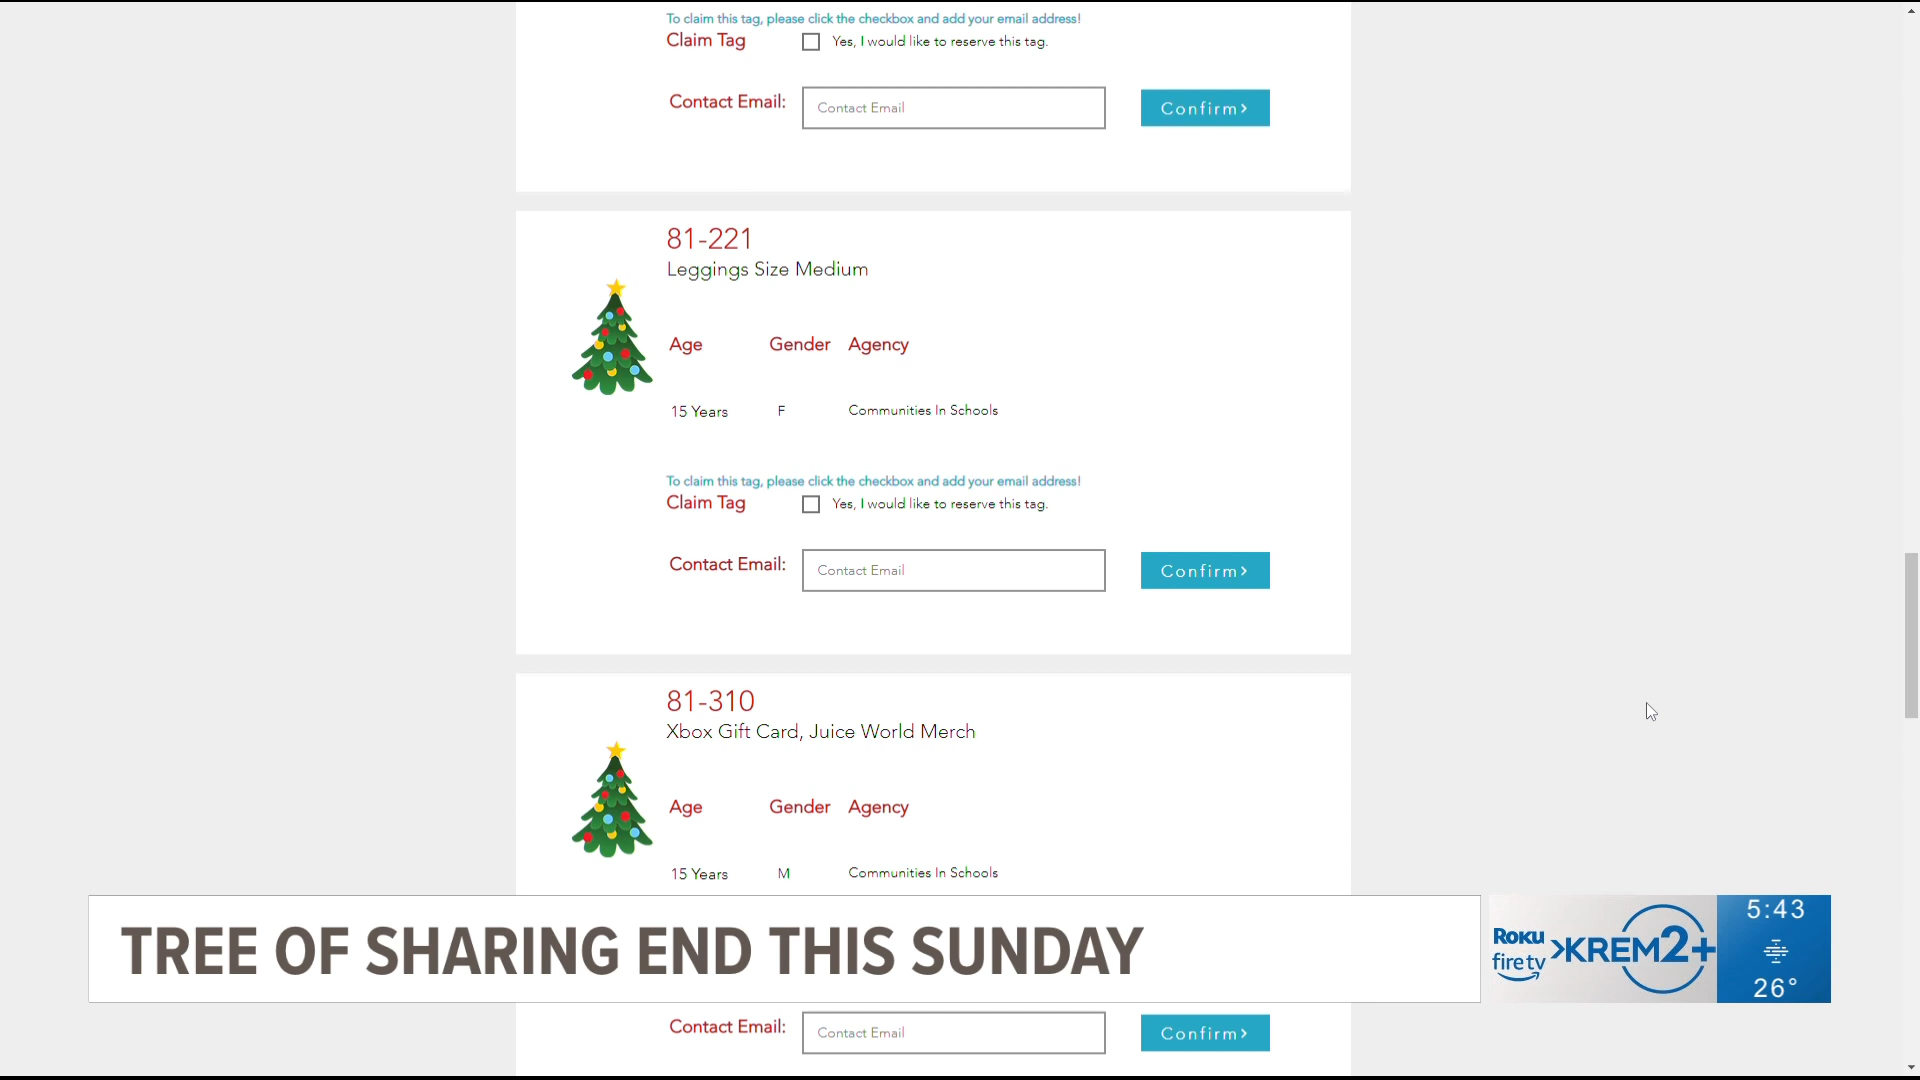 To claim this tag, please click the checkbox and add your email address!
Claim Tag
Yes, I would like to reserve this tag.
Contact Email:
Contact Email
Confirm>
81-221
Leggings Size Medium
Age Gender Agency
15 Years F Communities In Schools
To claim this tag, please click the checkbox and add your email address!
Claim Tag
Yes, I would like to reserve this tag.
Contact Email:
Contact Email
Confirm>
81-310
Xbox Gift Card, Juice World Merch
Age Gender Agency
15 Years M Communities In Schools
TREE OF SHARING END THIS SUNDAY
ROKU
fire tv
KREM2+
5:43
26°
Contact Email:
Contact Email
Confirm>